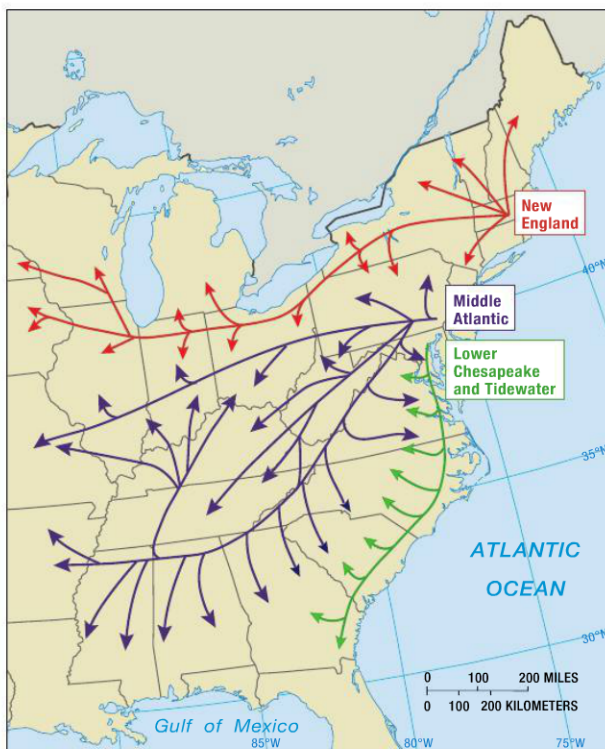 New
England
40°N
Middle
Atlantic
Lower
Chesapeake
and Tidewater
35°N
ATLANTIC
OCEAN
30°N
0 100 200 MILES
0 100 200 KILOMETERS
Gulf of Mexico
85°W
80°W
75°W